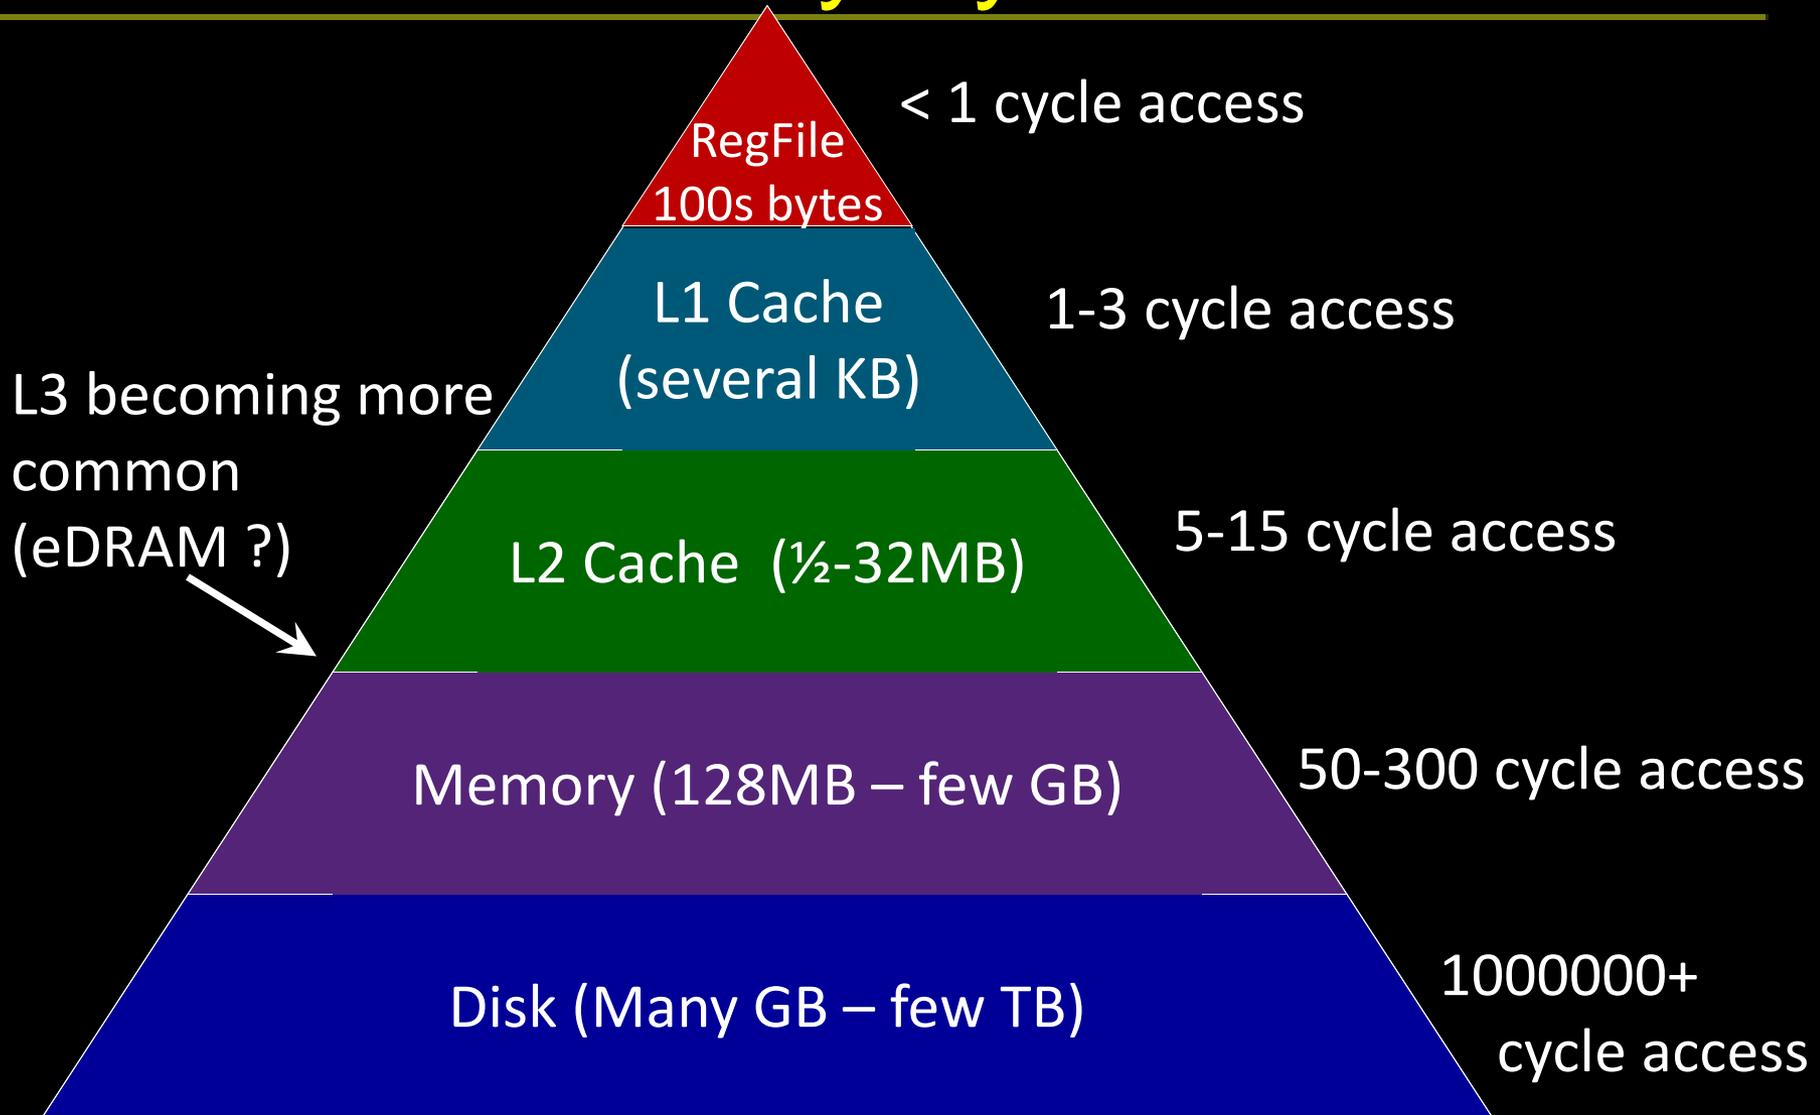 < 1 cycle access
RegFile
100s bytes
L1 Cache
(several KB)
1-3 cycle access
L3 becoming more
common
(eDRAM ?)
L2 Cache (½-32MB)
5-15 cycle access
Memory (128MB – few GB)
50-300 cycle access
Disk (Many GB – few TB)
1000000+
cycle access